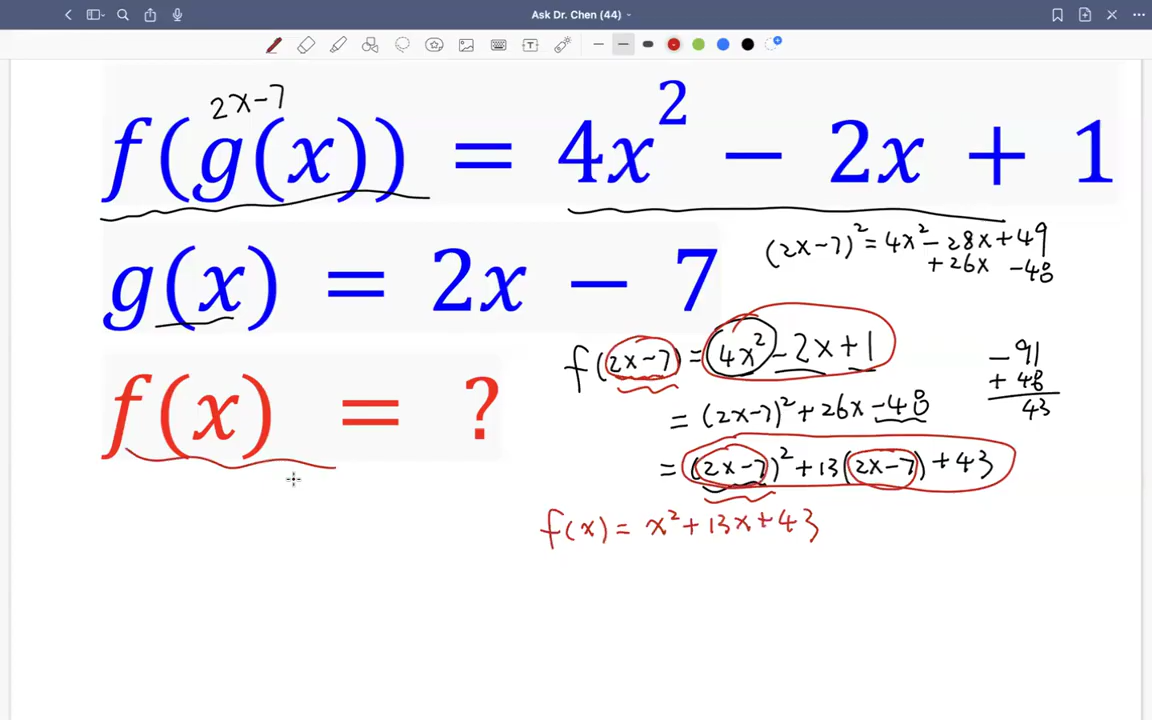 Ask Dr. Chen (44)
2x-7
f(g(x)) = 4x² − 2x + 1
(2x-7)² = 4x² - 28x + 49
+26x -48
g(x) = 2x − 7
f(2x-7) = 4x² - 2x + 1
-91
+ 48
43
= (2x-7)² + 26x - 48
f(x) = ?
= (2x-7)² + 13(2x-7) + 43
f(x) = x² + 13x + 43